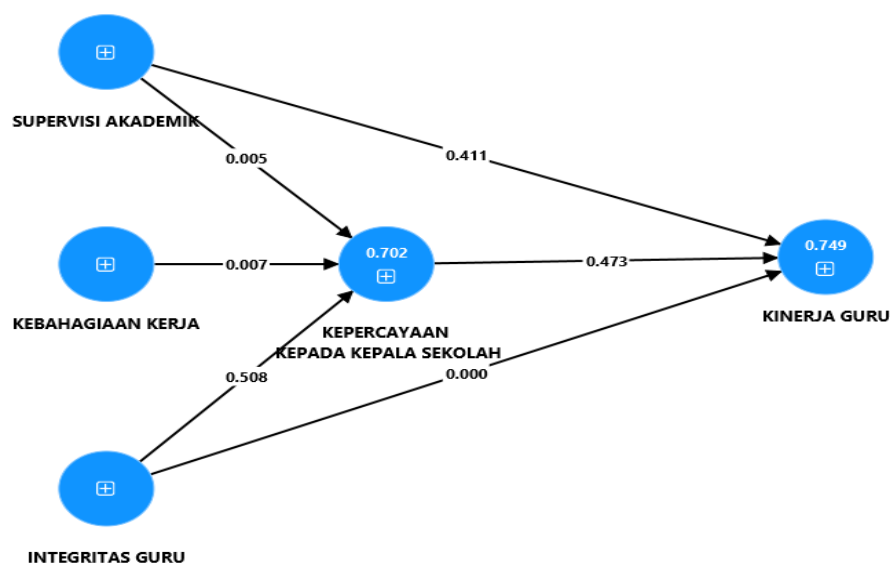 SUPERVISI AKADEMIK
0.005
0.411
0.702
0.749
KEBAHAGIAAN KERJA
0.007
0.473
KINERJA GURU
KEPERCAYAAN
KEPADA KEPALA SEKOLAH
0.508
0.000
INTEGRITAS GURU